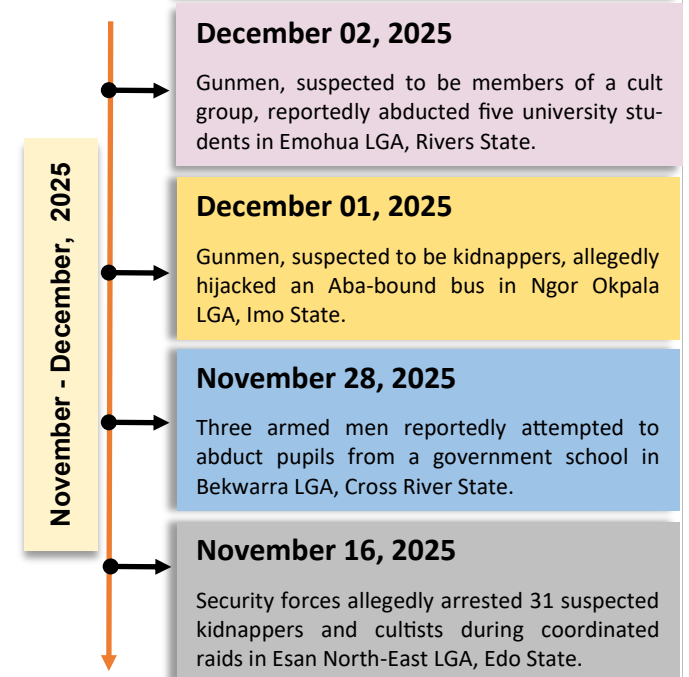 December 02, 2025
Gunmen, suspected to be members of a cult
group, reportedly abducted five university stu-
dents in Emohua LGA, Rivers State.
December 01, 2025
Gunmen, suspected to be kidnappers, allegedly
hijacked an Aba-bound bus in Ngor Okpala
LGA, Imo State.
November 28, 2025
Three armed men reportedly attempted to
abduct pupils from a government school in
Bekwarra LGA, Cross River State.
November 16, 2025
Security forces allegedly arrested 31 suspected
kidnappers and cultists during coordinated
raids in Esan North-East LGA, Edo State.
November - December, 2025